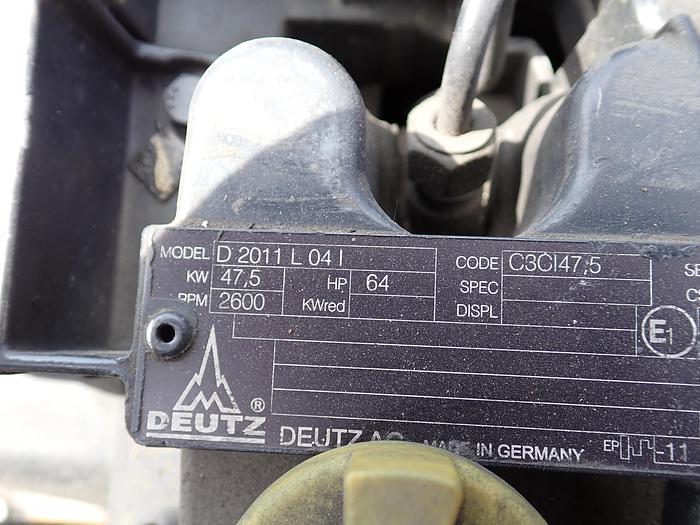 MODEL D 2011 L 04 I CODE C3CI47,5
KW 47,5 HP 64 SPEC
RPM 2600 KWred DISPL
E1
DEUTZ ®
DEUTZ AG MADE IN GERMANY EP -11